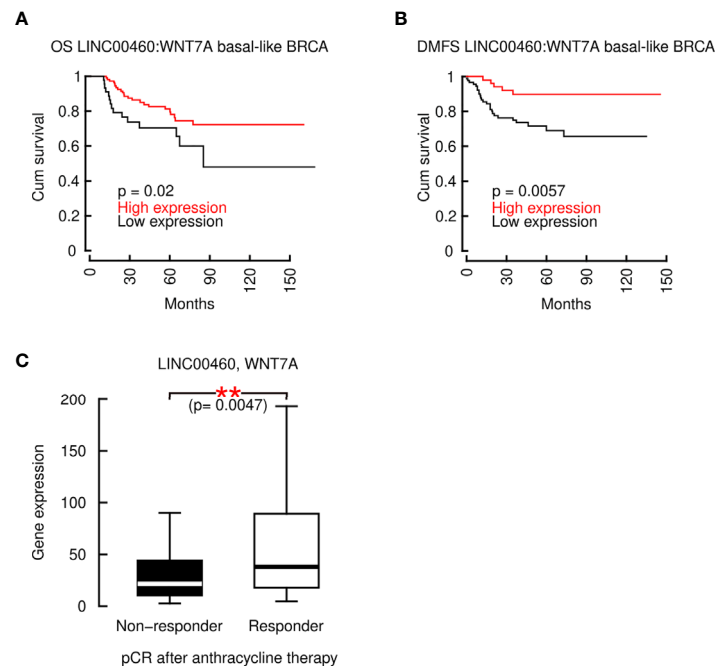 A
OS LINC00460:WNT7A basal-like BRCA
Cum survival
1
0.8
0.6
0.4
0.2
0
p = 0.02
High expression
Low expression
0 30 60 90 120 150
Months
B
DMFS LINC00460:WNT7A basal-like BRCA
Cum survival
1
0.8
0.6
0.4
0.2
0
p = 0.0057
High expression
Low expression
0 30 60 90 120 150
Months
C
LINC00460, WNT7A
**
(p= 0.0047)
Gene expression
200
150
100
50
0
Non-responder Responder
pCR after anthracycline therapy